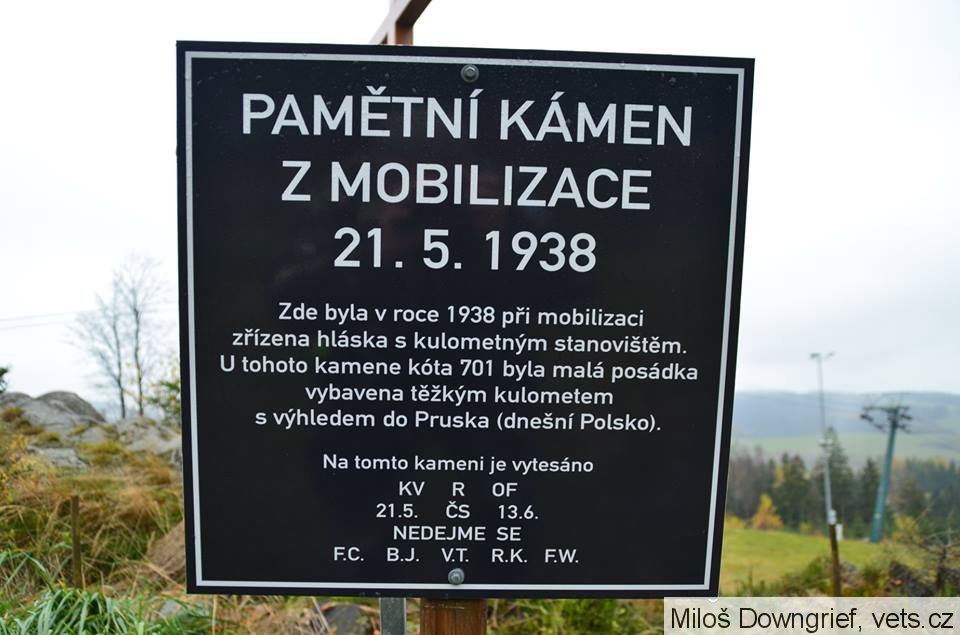 PAMĚTNÍ KÁMEN
Z MOBILIZACE
21. 5. 1938
Zde byla v roce 1938 při mobilizaci
zřízena hláska s kulometným stanovištěm.
U tohoto kamene kóta 701 byla malá posádka
vybavena těžkým kulometem
s výhledem do Pruska (dnešní Polsko).
Na tomto kameni je vytesáno
KV R OF
21.5. ČS 13.6.
NEDEJME SE
F.C. B.J. V.T. R.K. F.W.
Miloš Downgrief, vets.cz